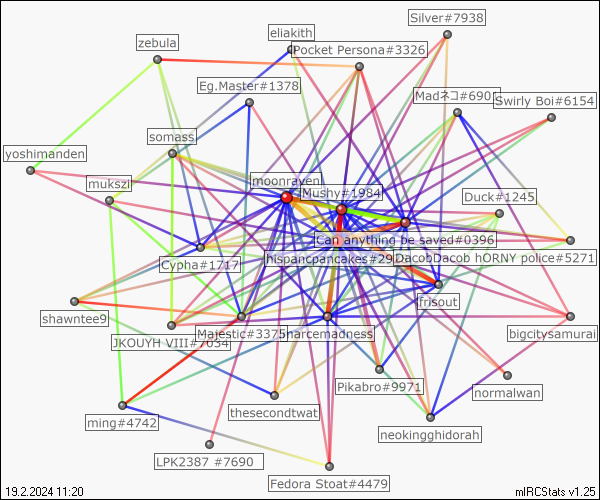 Silver#7938
eliakith
zebula
Pocket Persona#3326
Eg.Master#1378
Madネコ#690
Swirly Boi#6154
somass
yoshimanden
moonraven
mukszi
Mushy#1984
Duck#1245
Can anything be saved#0396
Cypha#1717
hispancpancakes#29
DacobDacob hORNY police#5271
ifrisout
shawntee9
JKOUYH VIII#7034
Majestic#3375
narcemadness
bigcitysamurai
Pikabro#9971
normalwan
thesecondtwat
ming#4742
neokingghidorah
LPK2387 #7690
Fedora Stoat#4479
19.2.2024 11:20
mIRCStats v1.25